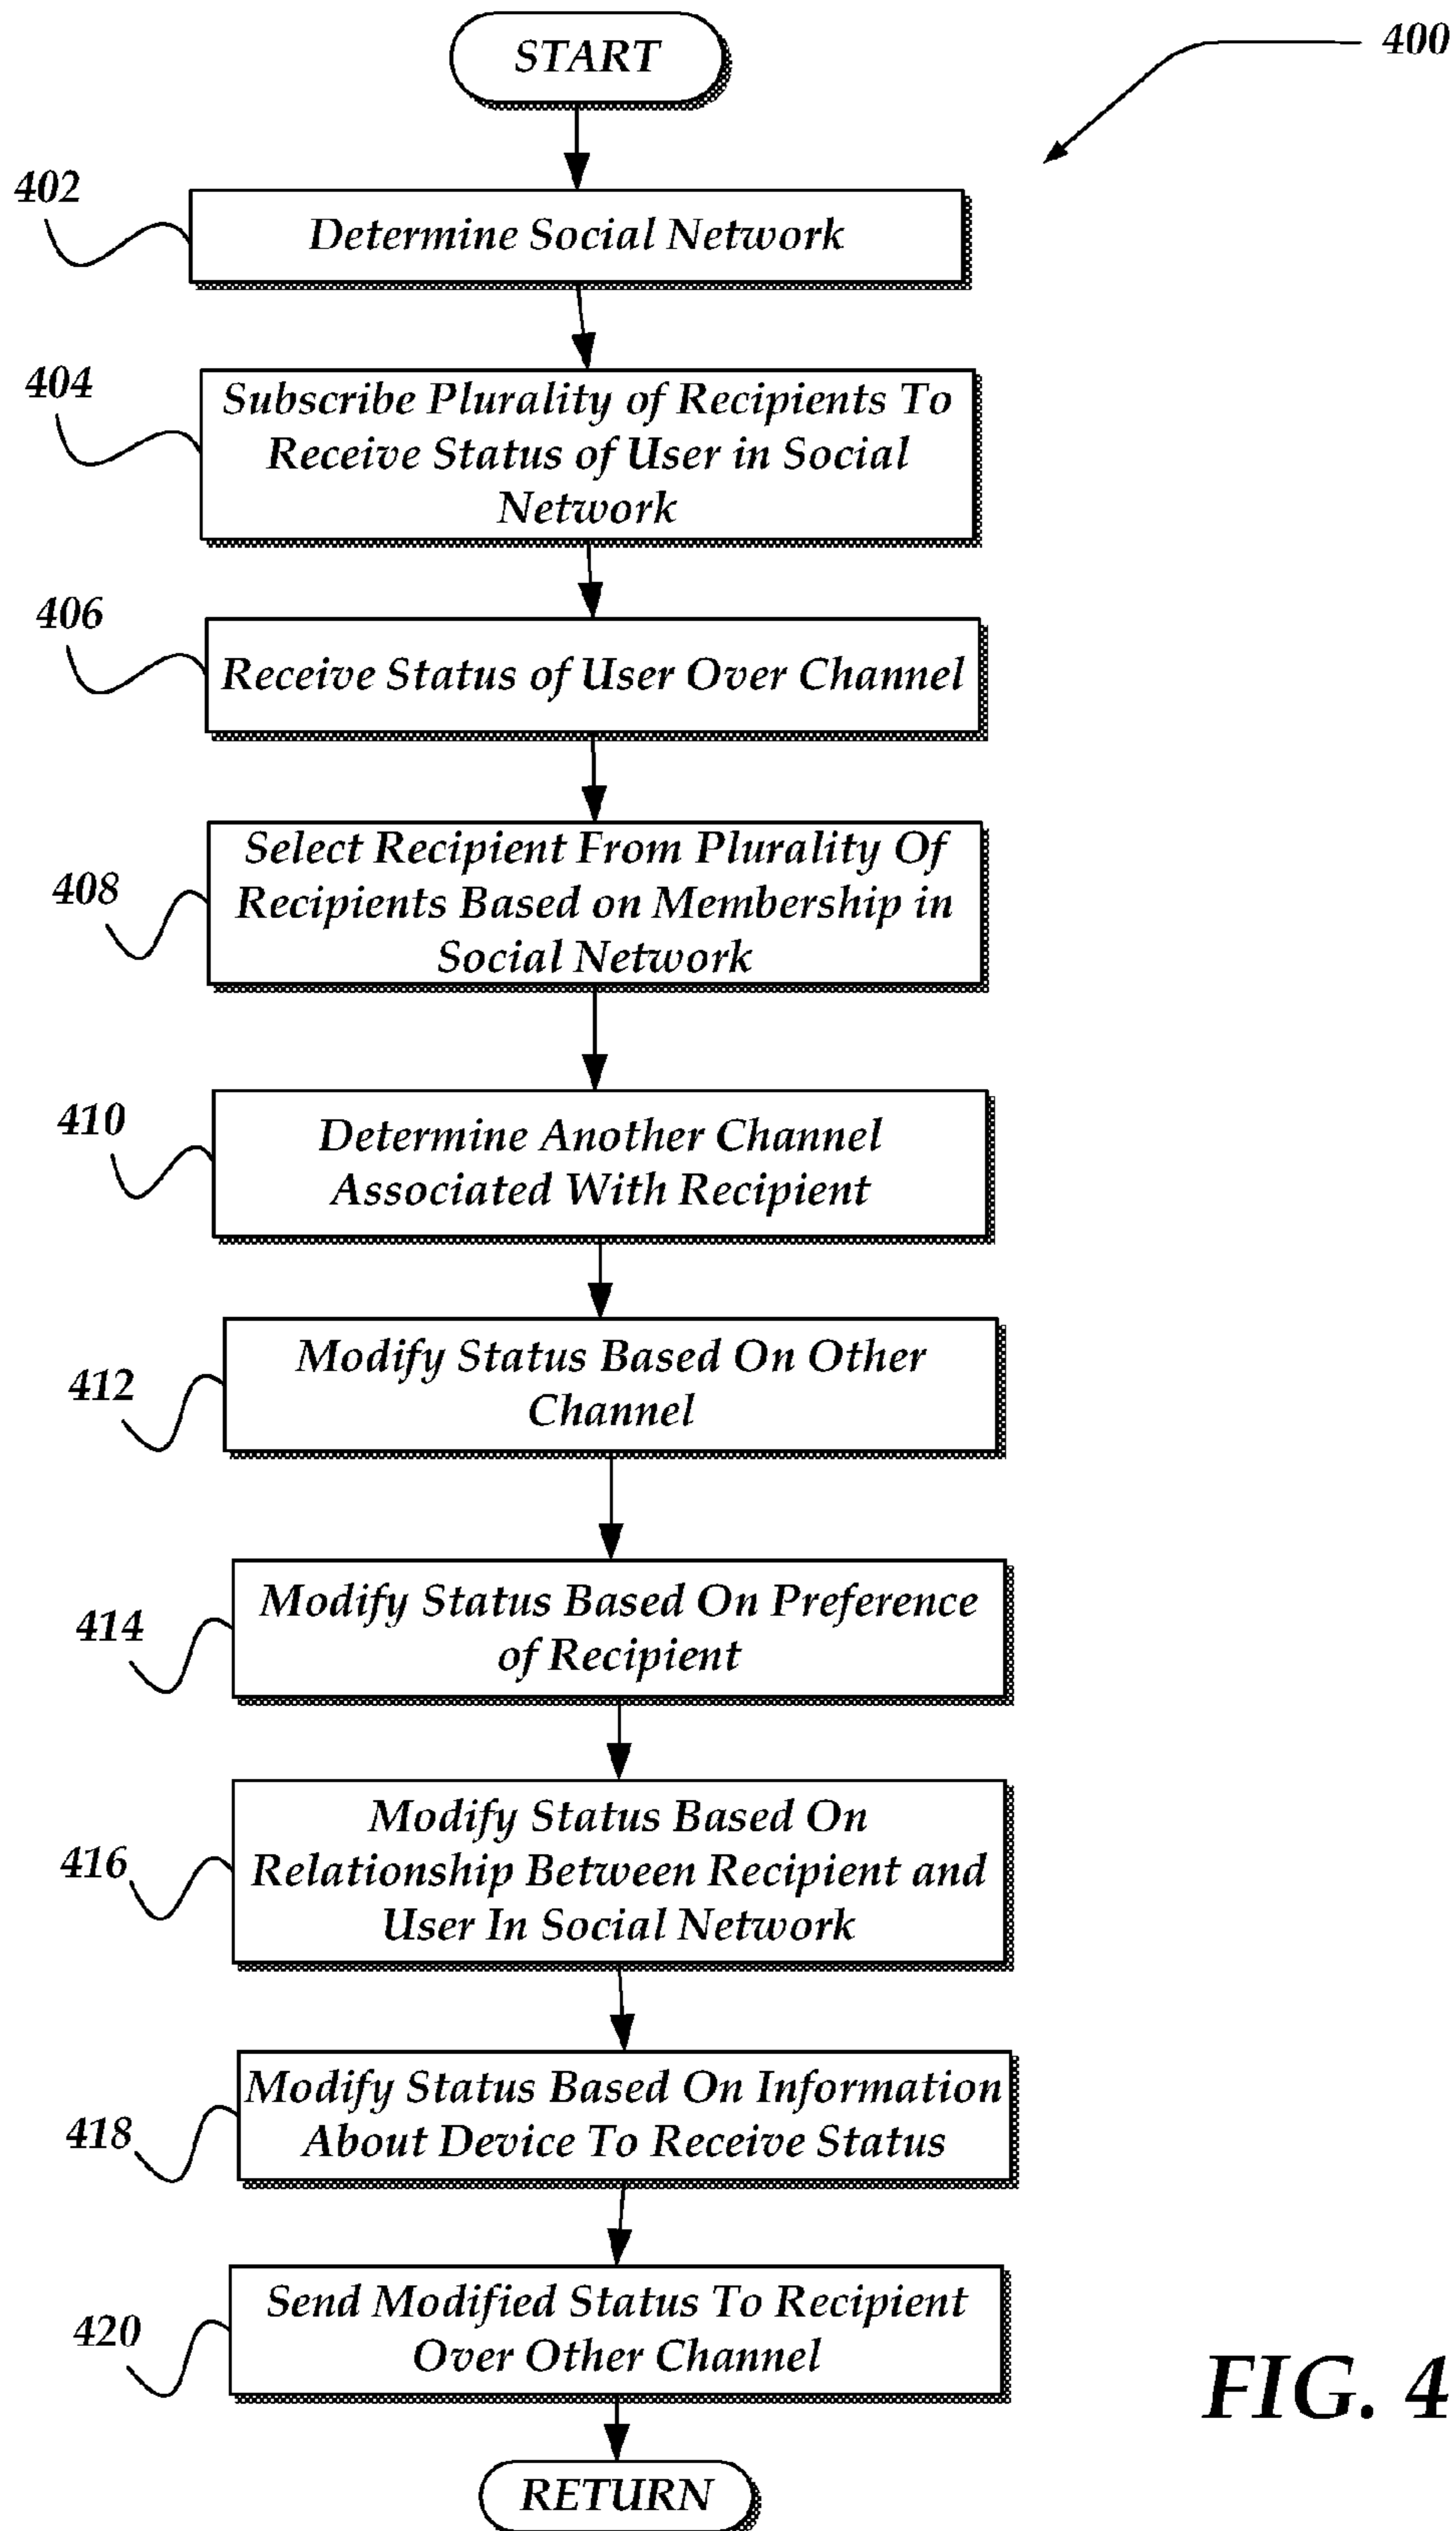 START
400
402
Determine Social Network
404
Subscribe Plurality of Recipients To
Receive Status of User in Social
Network
406
Receive Status of User Over Channel
408
Select Recipient From Plurality Of
Recipients Based on Membership in
Social Network
410
Determine Another Channel
Associated With Recipient
412
Modify Status Based On Other
Channel
414
Modify Status Based On Preference
of Recipient
416
Modify Status Based On
Relationship Between Recipient and
User In Social Network
418
Modify Status Based On Information
About Device To Receive Status
420
Send Modified Status To Recipient
Over Other Channel
RETURN
FIG. 4